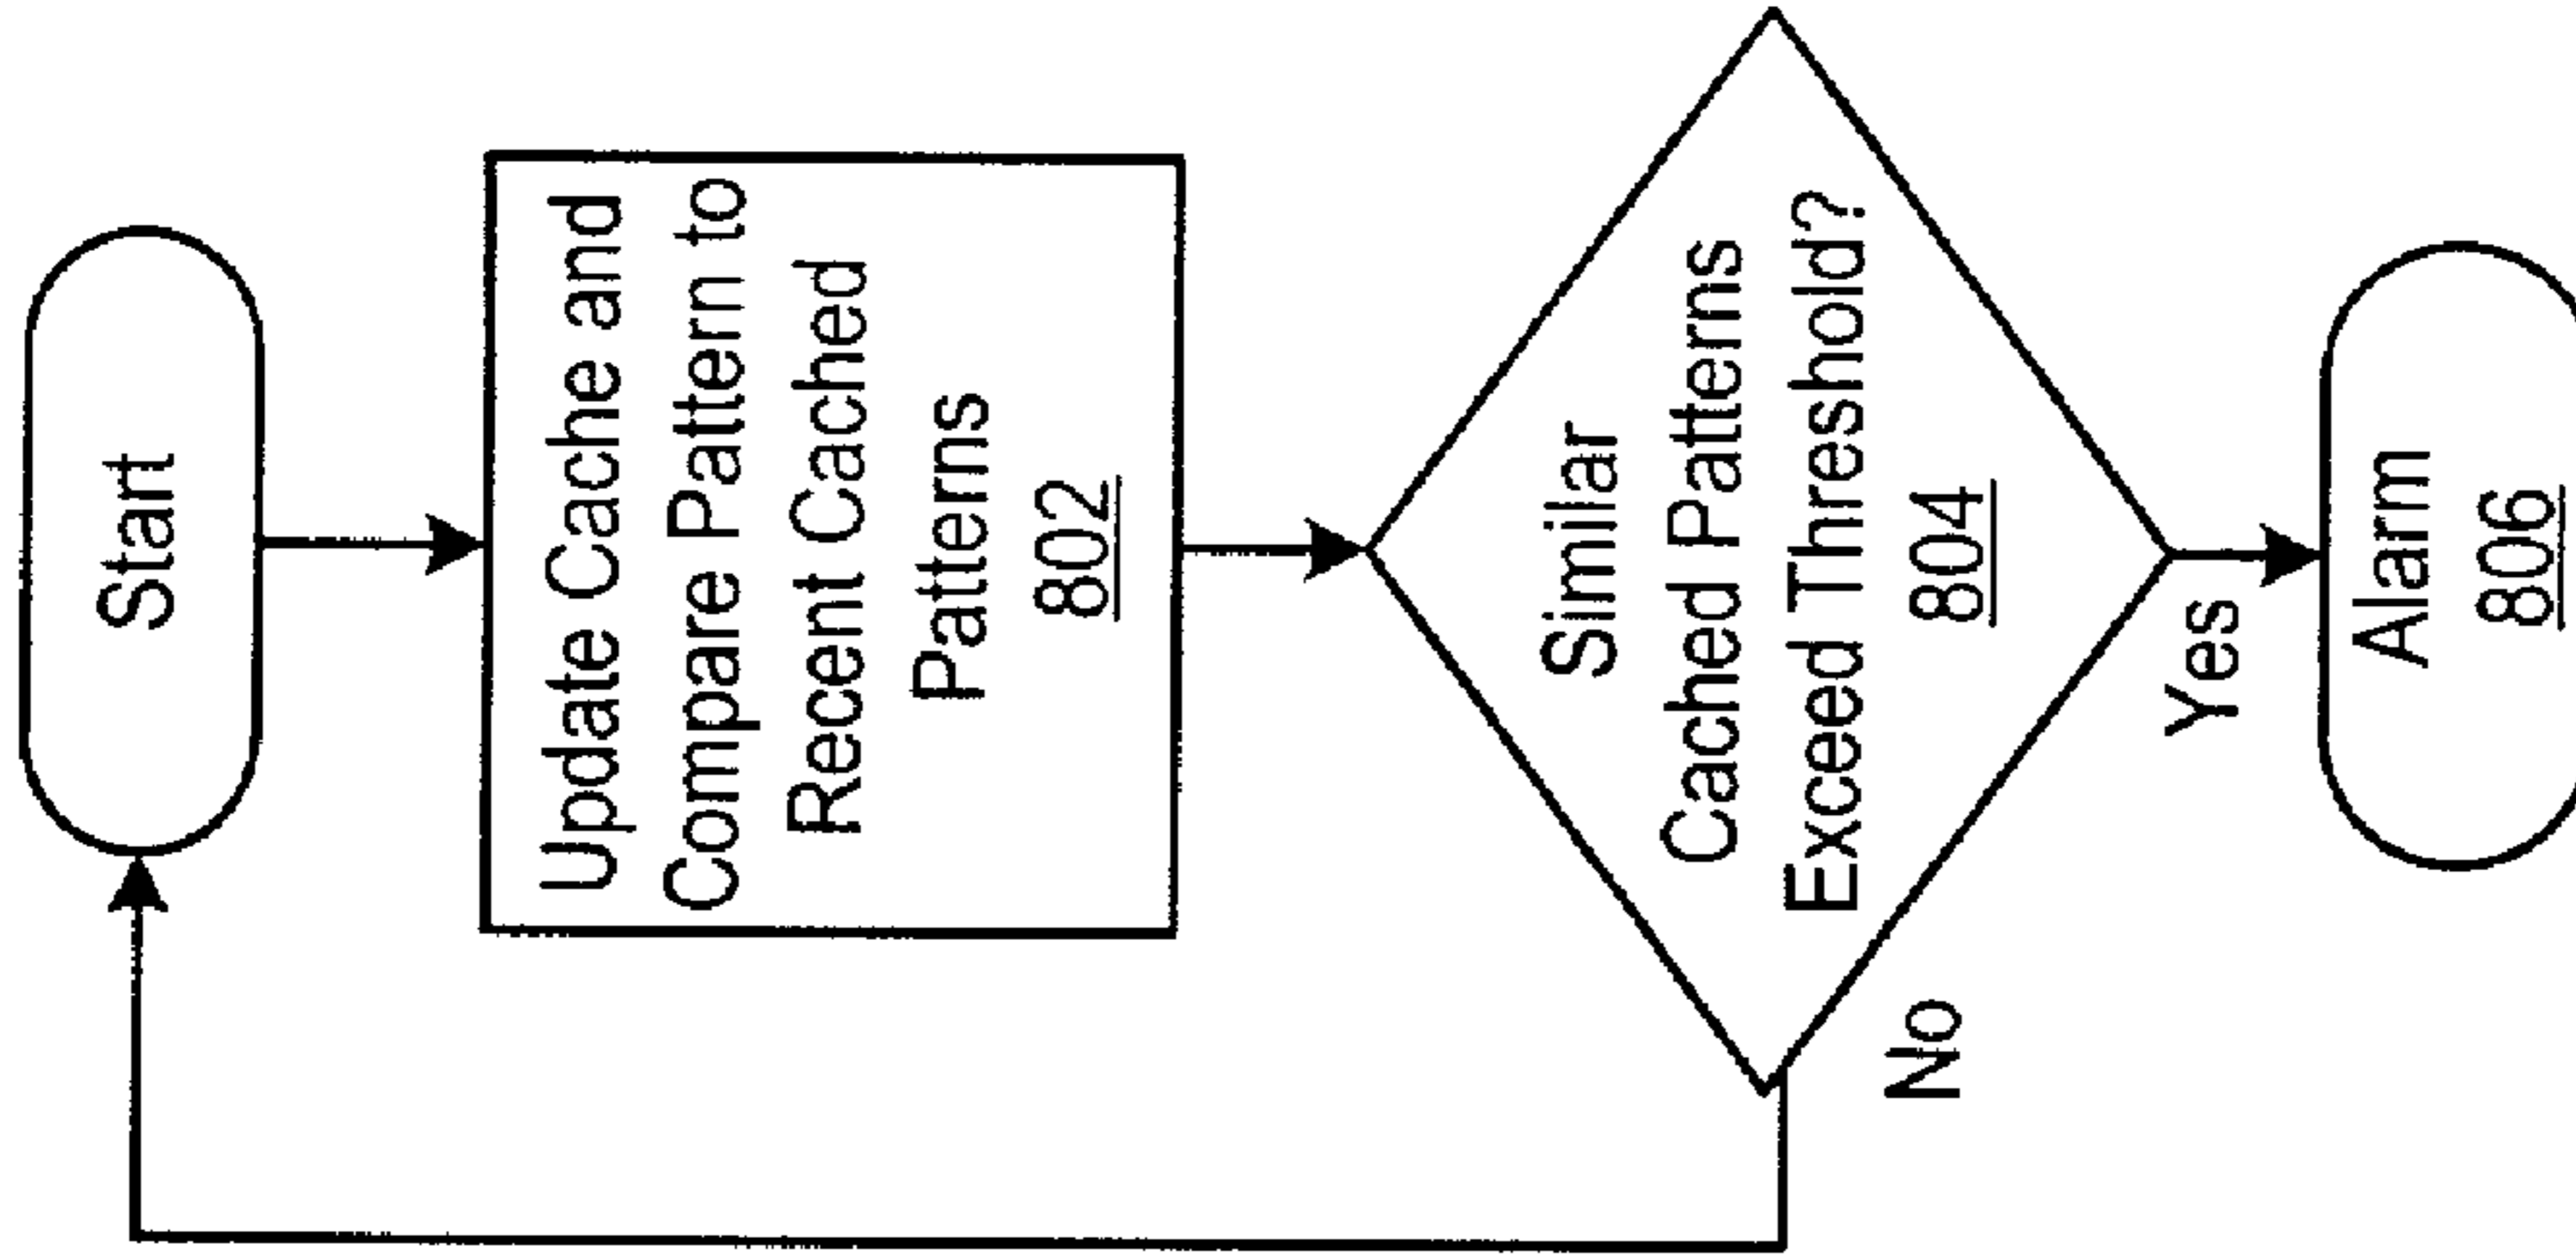 Start
Update Cache and
Compare Pattern to
Recent Cached
Patterns
802
Similar
Cached Patterns
Exceed Threshold?
804
No
Yes
Alarm
806